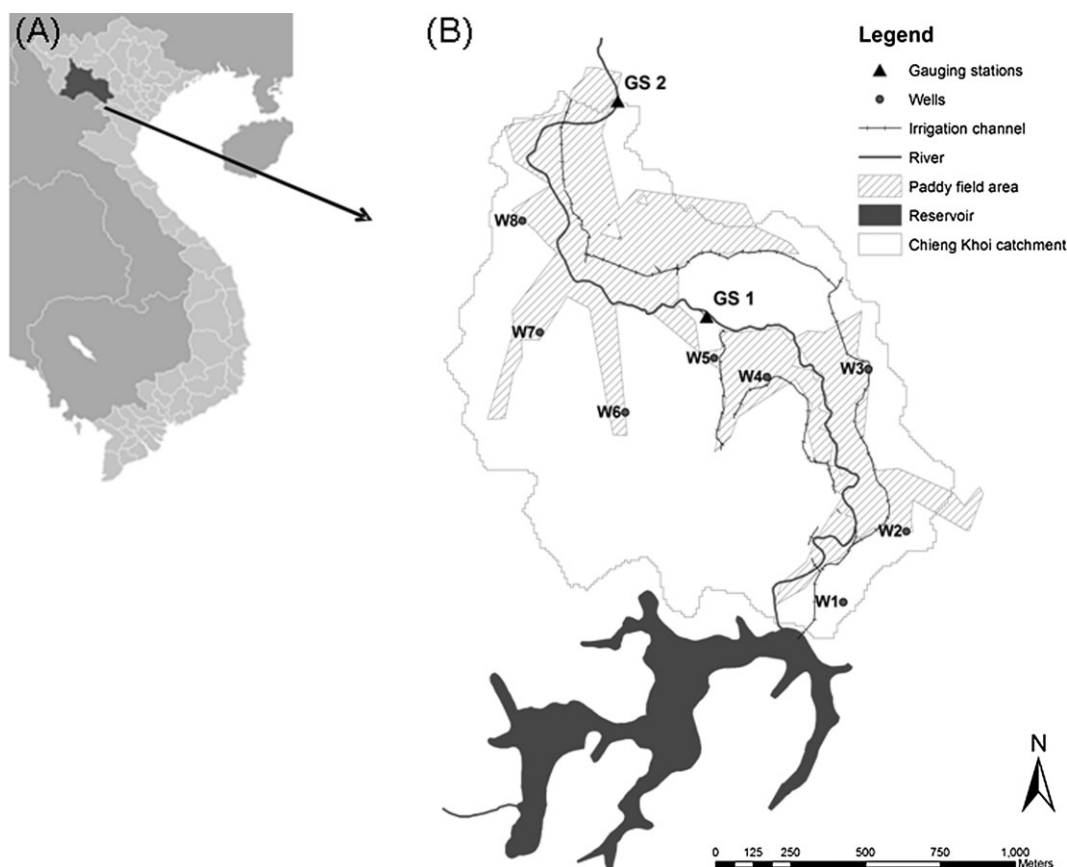 (A)
(B)
Legend
Gauging stations
Wells
Irrigation channel
River
Paddy field area
Reservoir
Chieng Khoi catchment
GS 2
W8
GS 1
W7
W5
W4
W3
W6
W2
W1
N
0 125 250 500 750 1,000
Meters